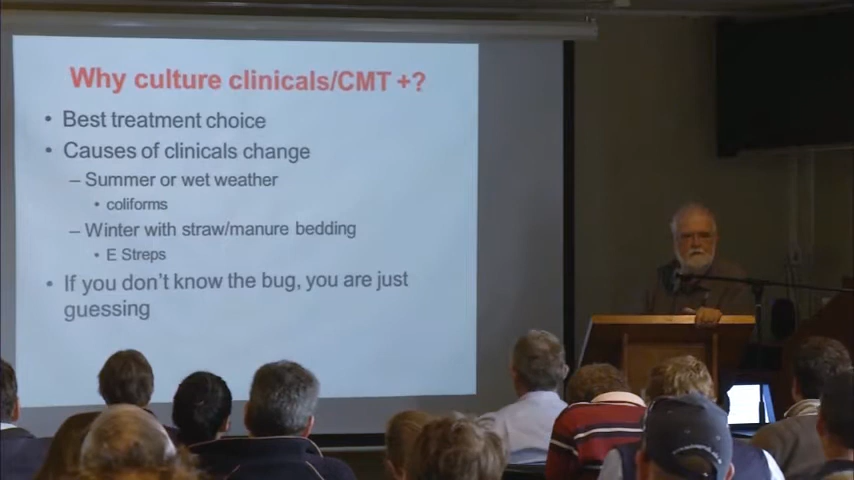 Why culture clinicals/CMT +?
• Best treatment choice
• Causes of clinicals change
– Summer or wet weather
• coliforms
– Winter with straw/manure bedding
• E Streps
• If you don't know the bug, you are just
guessing